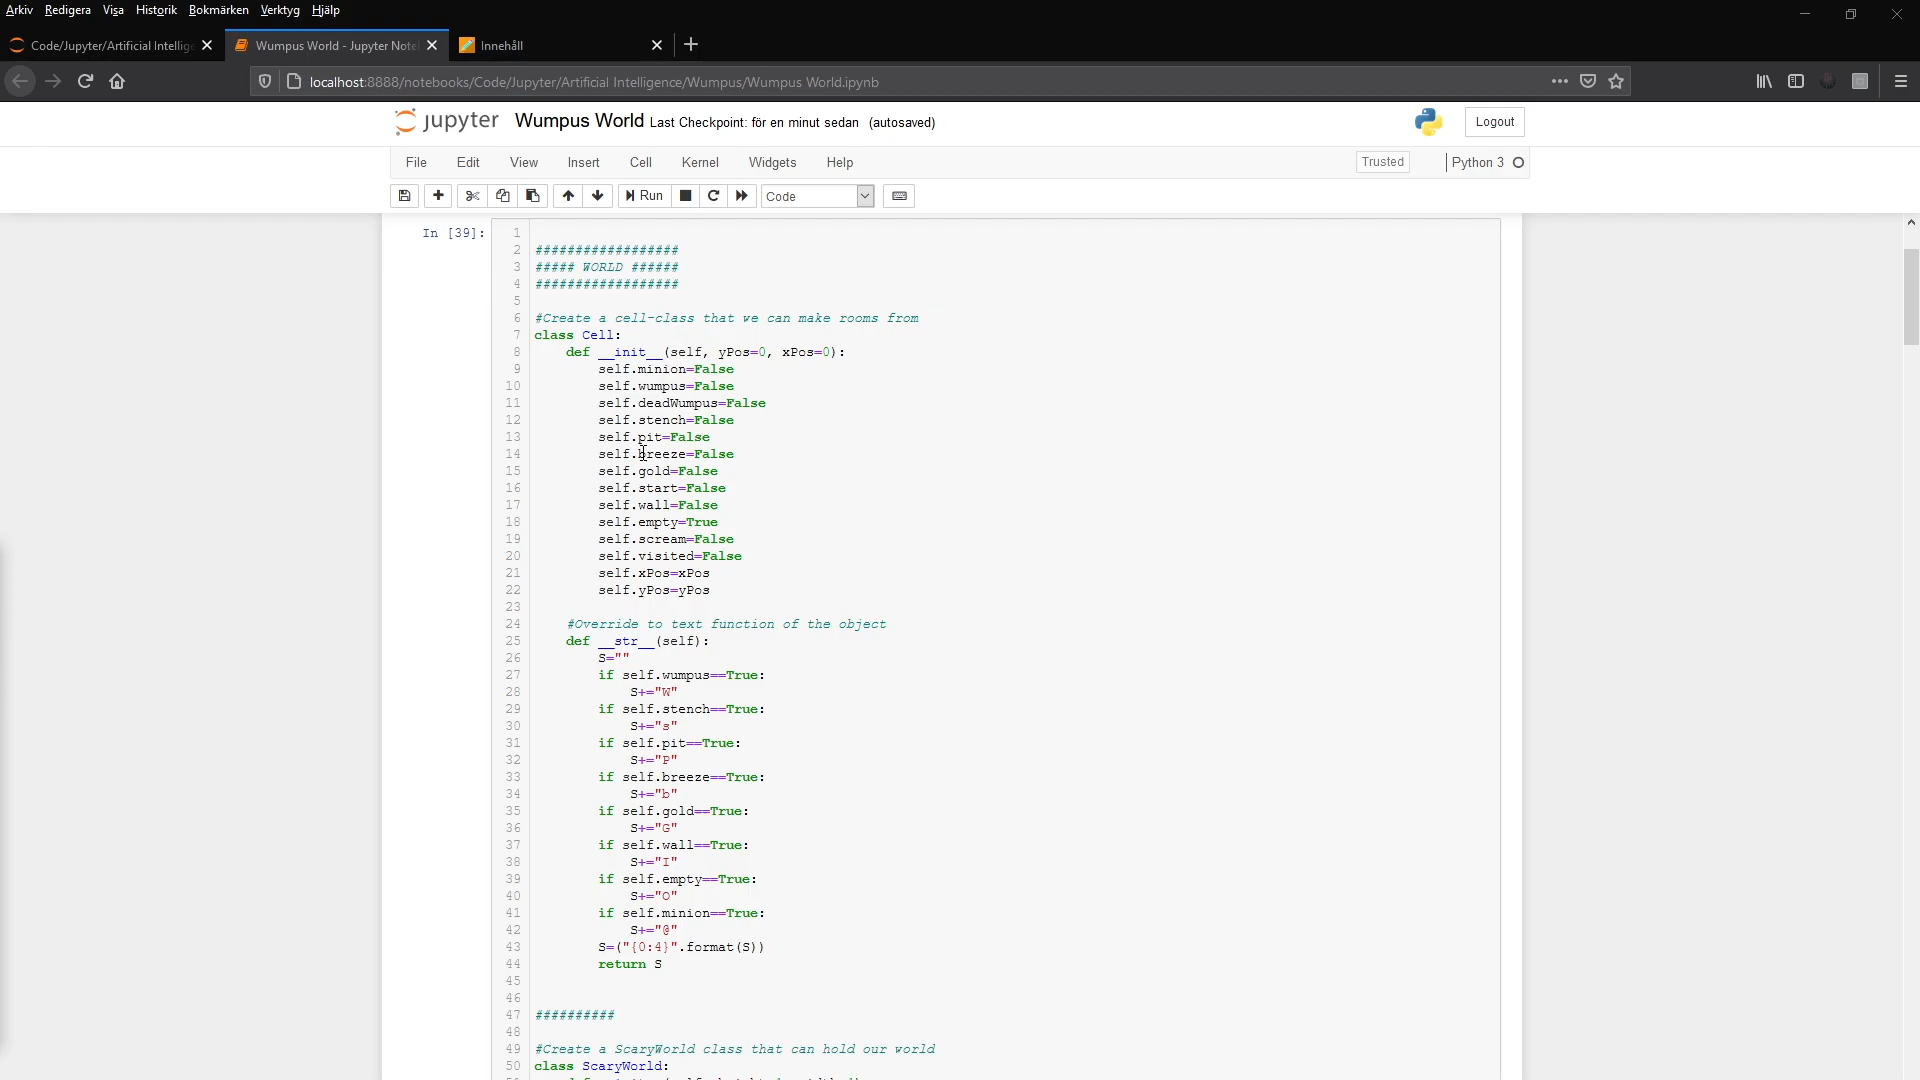 Arkiv Redigera Visa Historik Bokmärken Verktyg Hjälp
Code/Jupyter/Artificial Intellige
Wumpus World - Jupyter Note
Innehåll
localhost:8888/notebooks/Code/Jupyter/Artificial Intelligence/Wumpus/Wumpus World.ipynb
jupyter Wumpus World Last Checkpoint: för en minut sedan (autosaved)
Logout
File Edit View Insert Cell Kernel Widgets Help
Trusted
Python 3
Run
Code
In [39]:
1
2 ##################
3 ##### WORLD ######
4 ##################
5
6 #Create a cell-class that we can make rooms from
7 class Cell:
8     def __init__(self, yPos=0, xPos=0):
9         self.minion=False
10         self.wumpus=False
11         self.deadWumpus=False
12         self.stench=False
13         self.pit=False
14         self.breeze=False
15         self.gold=False
16         self.start=False
17         self.wall=False
18         self.empty=True
19         self.scream=False
20         self.visited=False
21         self.xPos=xPos
22         self.yPos=yPos
23
24     #Override to text function of the object
25     def __str__(self):
26         S=""
27         if self.wumpus==True:
28             S+="W"
29         if self.stench==True:
30             S+="s"
31         if self.pit==True:
32             S+="P"
33         if self.breeze==True:
34             S+="b"
35         if self.gold==True:
36             S+="G"
37         if self.wall==True:
38             S+="I"
39         if self.empty==True:
40             S+="O"
41         if self.minion==True:
42             S+="@"
43         S=("{0:4}".format(S))
44         return S
45
46
47 ##########
48
49 #Create a ScaryWorld class that can hold our world
50 class ScaryWorld: